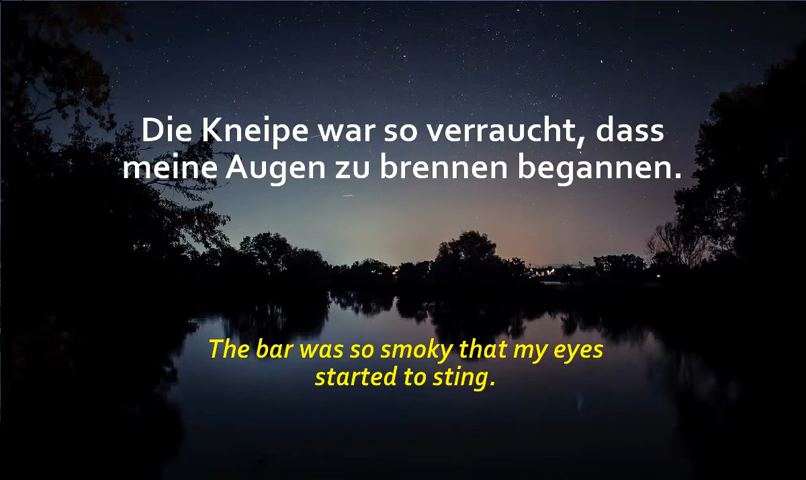 Die Kneipe war so verraucht, dass
meine Augen zu brennen begannen.
The bar was so smoky that my eyes
started to sting.